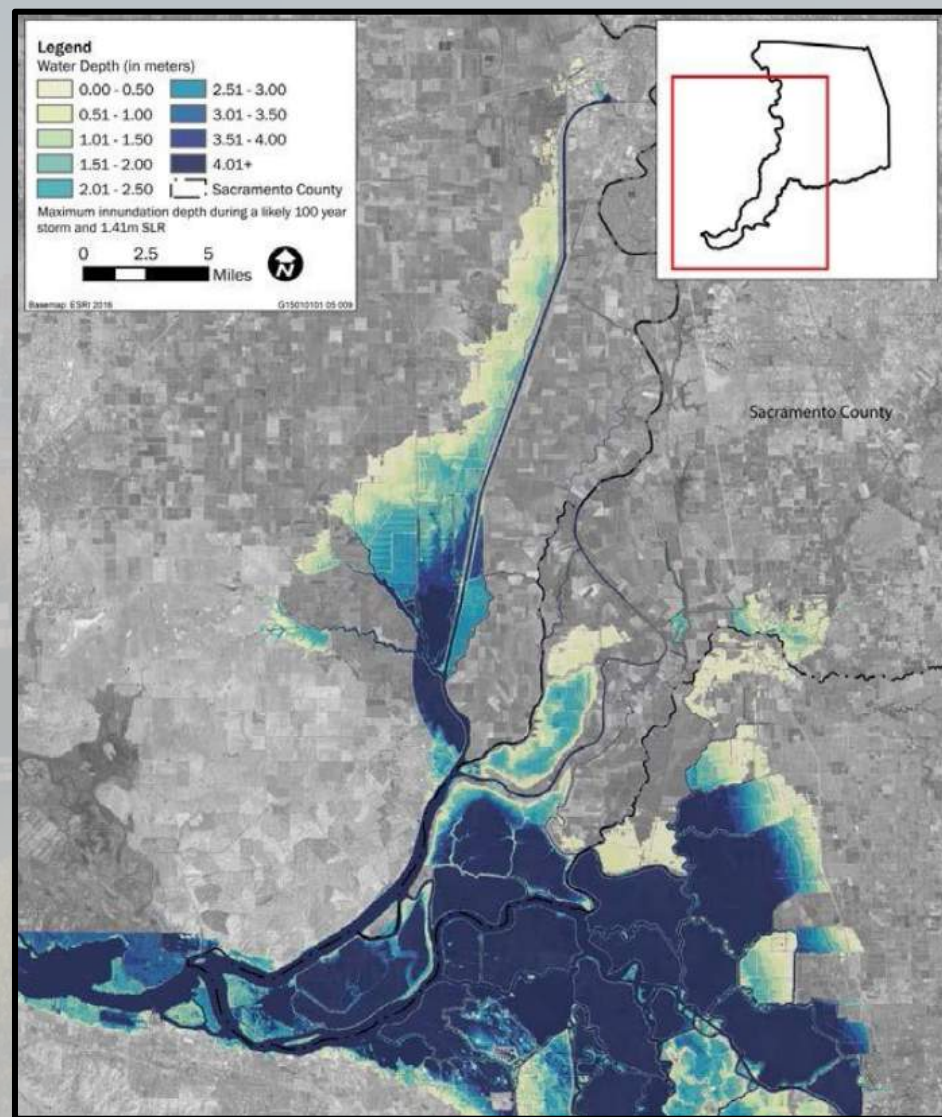 Legend
Water Depth (in meters)
0.00 - 0.50
0.51 - 1.00
1.01 - 1.50
1.51 - 2.00
2.01 - 2.50
2.51 - 3.00
3.01 - 3.50
3.51 - 4.00
4.01+
Sacramento County
Maximum innundation depth during a likely 100 year
storm and 1.41m SLR
0 2.5 5
Miles
N
Basemap: ESRI 2016 G15010101 05 009
Sacramento County